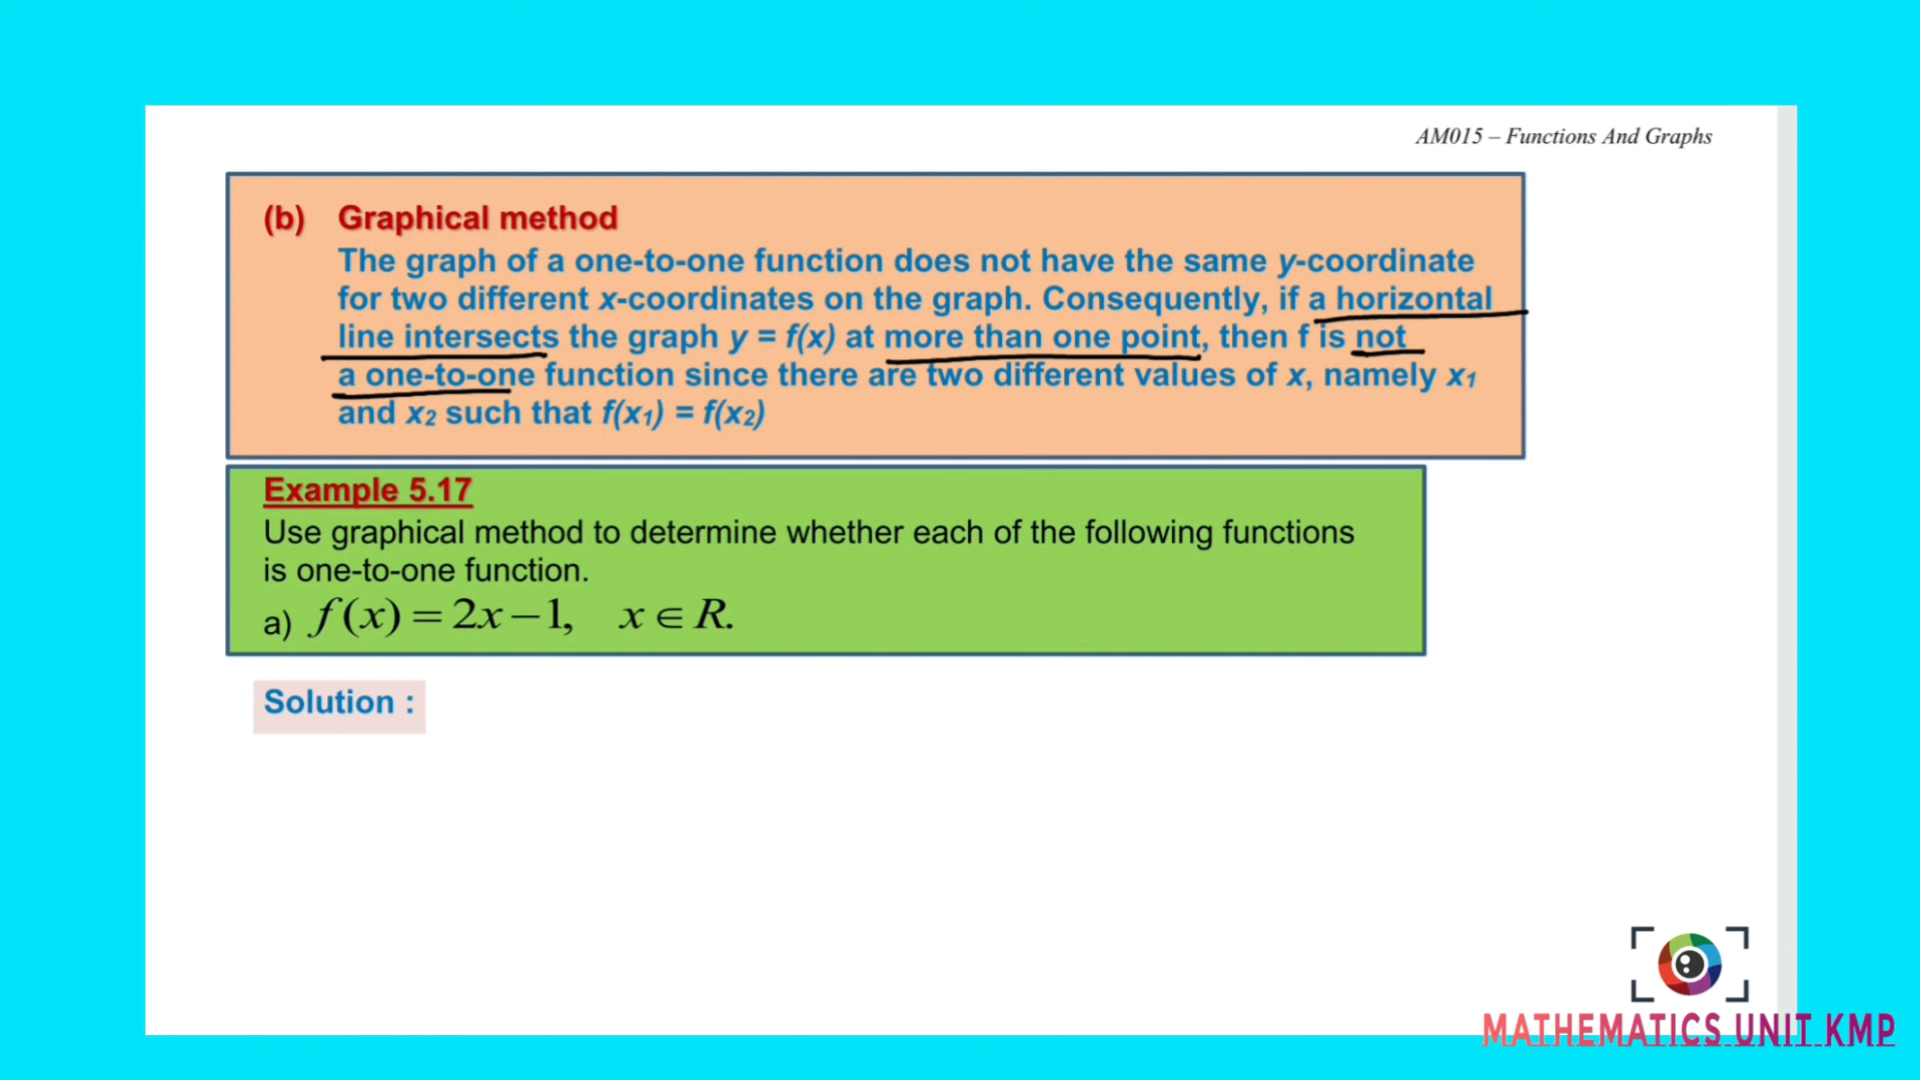 AM015 – Functions And Graphs
(b) Graphical method
The graph of a one-to-one function does not have the same y-coordinate
for two different x-coordinates on the graph. Consequently, if a horizontal
line intersects the graph y = f(x) at more than one point, then f is not
a one-to-one function since there are two different values of x, namely x₁
and x₂ such that f(x₁) = f(x₂)
Example 5.17
Use graphical method to determine whether each of the following functions
is one-to-one function.
a) f(x) = 2x – 1, x ∈ R.
Solution :
MATHEMATICS UNIT KMP